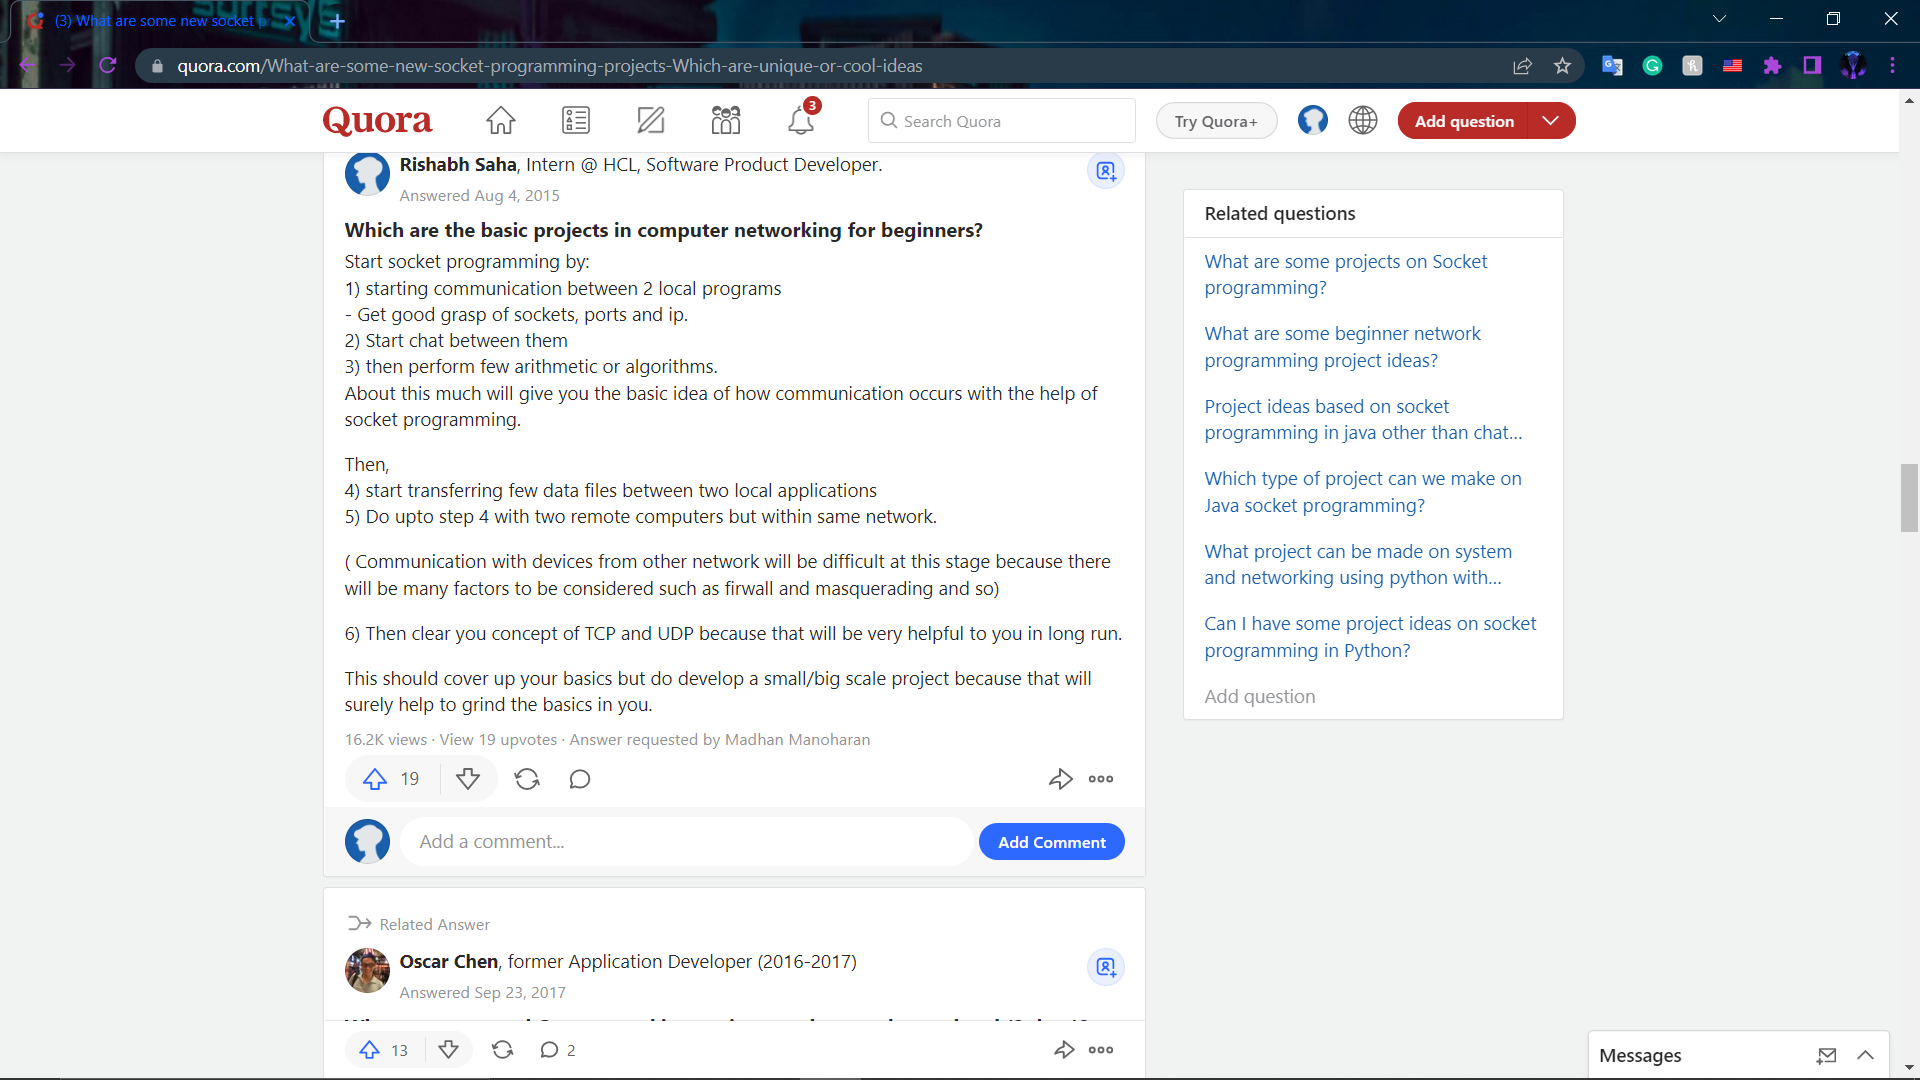 (3) What are some new socket p
quora.com/What-are-some-new-socket-programming-projects-Which-are-unique-or-cool-ideas
Quora
3
Search Quora
Try Quora+
Add question
Rishabh Saha, Intern @ HCL, Software Product Developer.
Answered Aug 4, 2015
Which are the basic projects in computer networking for beginners?
Start socket programming by:
1) starting communication between 2 local programs
- Get good grasp of sockets, ports and ip.
2) Start chat between them
3) then perform few arithmetic or algorithms.
About this much will give you the basic idea of how communication occurs with the help of
socket programming.
Then,
4) start transferring few data files between two local applications
5) Do upto step 4 with two remote computers but within same network.
( Communication with devices from other network will be difficult at this stage because there
will be many factors to be considered such as firwall and masquerading and so)
6) Then clear you concept of TCP and UDP because that will be very helpful to you in long run.
This should cover up your basics but do develop a small/big scale project because that will
surely help to grind the basics in you.
16.2K views · View 19 upvotes · Answer requested by Madhan Manoharan
19
Add a comment...
Add Comment
Related Answer
Oscar Chen, former Application Developer (2016-2017)
Answered Sep 23, 2017
13
2
Related questions
What are some projects on Socket
programming?
What are some beginner network
programming project ideas?
Project ideas based on socket
programming in java other than chat...
Which type of project can we make on
Java socket programming?
What project can be made on system
and networking using python with...
Can I have some project ideas on socket
programming in Python?
Add question
Messages